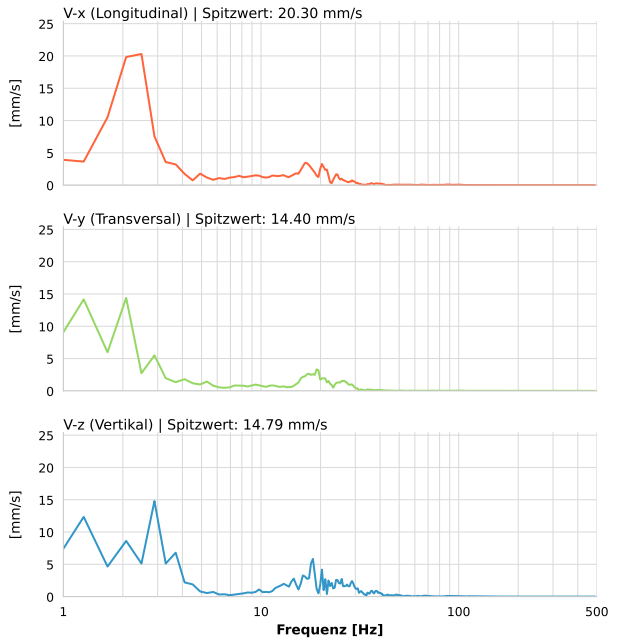 V-x (Longitudinal) | Spitzwert: 20.30 mm/s
25
20
15
10
5
0
[mm/s]
V-y (Transversal) | Spitzwert: 14.40 mm/s
25
20
15
10
5
0
[mm/s]
V-z (Vertikal) | Spitzwert: 14.79 mm/s
25
20
15
10
5
0
[mm/s]
1 10 100 500
Frequenz [Hz]